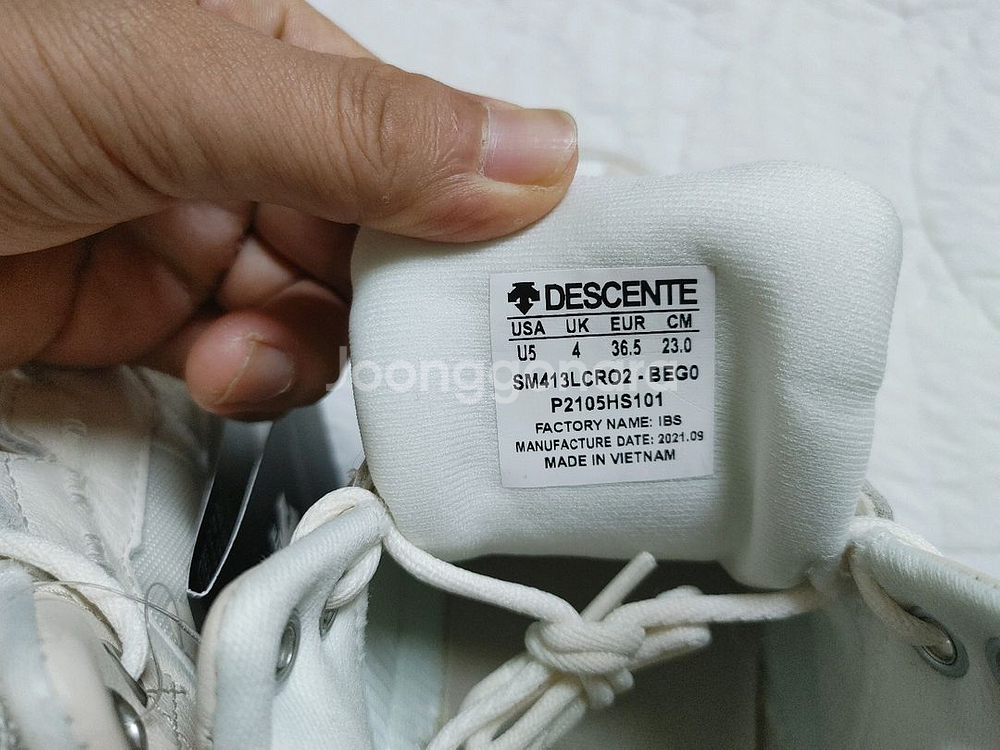 DESCENTE
USA UK EUR CM
U5 4 36.5 23.0
Joonggonara
SM413LCRO2 - BEG0
P2105HS101
FACTORY NAME: IBS
MANUFACTURE DATE: 2021.09
MADE IN VIETNAM